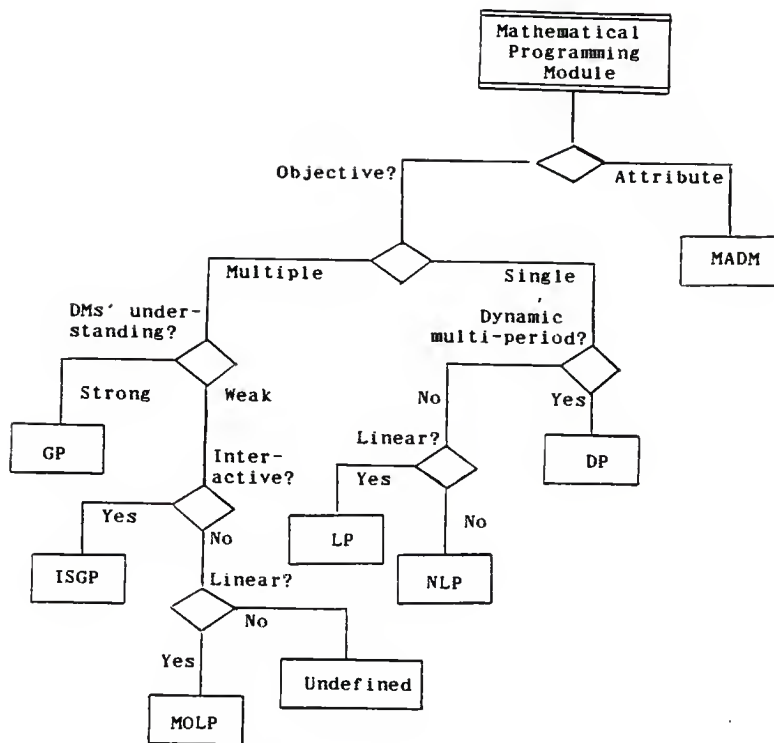 Mathematical
Programming
Module
Objective?
Attribute
MADM
Multiple
Single
DMs' under-
standing?
Dynamic
multi-period?
Strong
Weak
No
Yes
GP
Inter-
active?
Linear?
DP
Yes
No
Yes
No
ISGP
LP
NLP
Linear?
No
Yes
Undefined
MOLP